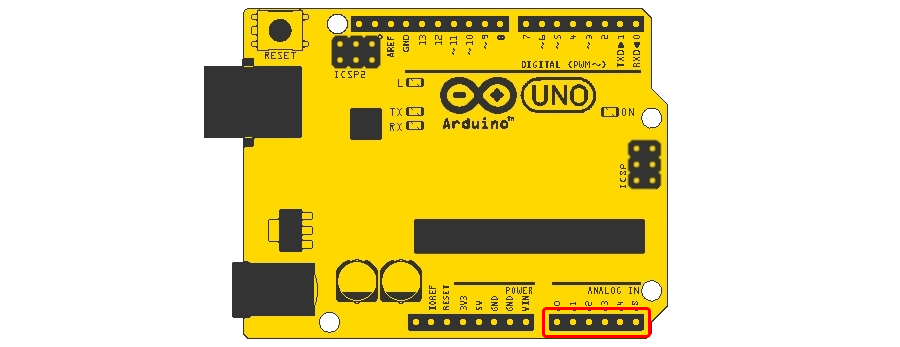 RESET
AREF
GND
13
12
~11
~10
~9
8
7
~6
~5
4
~3
2
TXD▶1
RXD◀0
DIGITAL (PWM~)
ICSP2
L
TX
RX
Arduino™
UNO
ON
ICSP
POWER
ANALOG IN
IOREF
RESET
3V3
5V
GND
GND
VIN
0
1
2
3
4
5